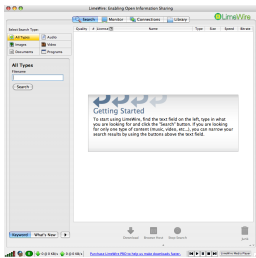 LimeWire: Enabling Open Information Sharing
Search Monitor Connections Library
LimeWire
Select Search Type:
All Types Audio
Images Video
Documents Programs
Quality # License Name Type Size Speed Bitrate
All Types
Filename
Search
Getting Started
To start using LimeWire, find the text field on the left, type in what
you are looking for and click the "Search" button. If you are looking
for only one type of content (music, video, etc...), you can narrow your
search results by using the buttons above the text field.
Keyword What's New
Download Browse Host Stop Search Junk
Purchase LimeWire PRO to help us make downloads faster.
LimeWire Media Player